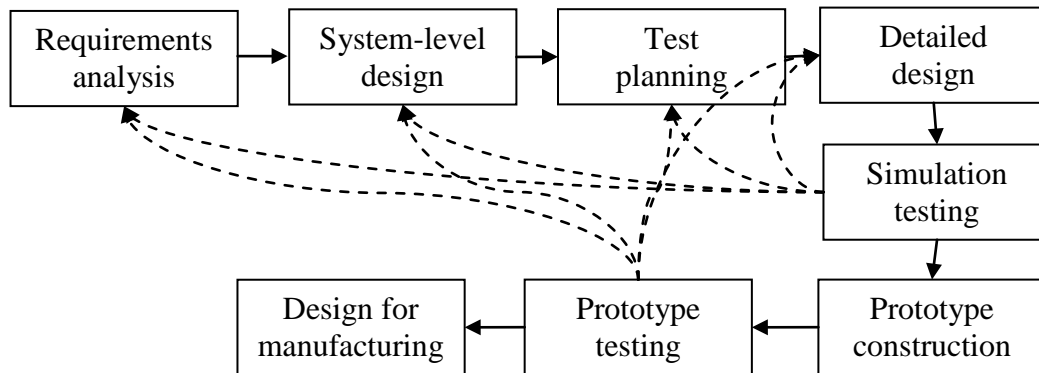 Requirements
analysis
System-level
design
Test
planning
Detailed
design
Simulation
testing
Prototype
construction
Prototype
testing
Design for
manufacturing